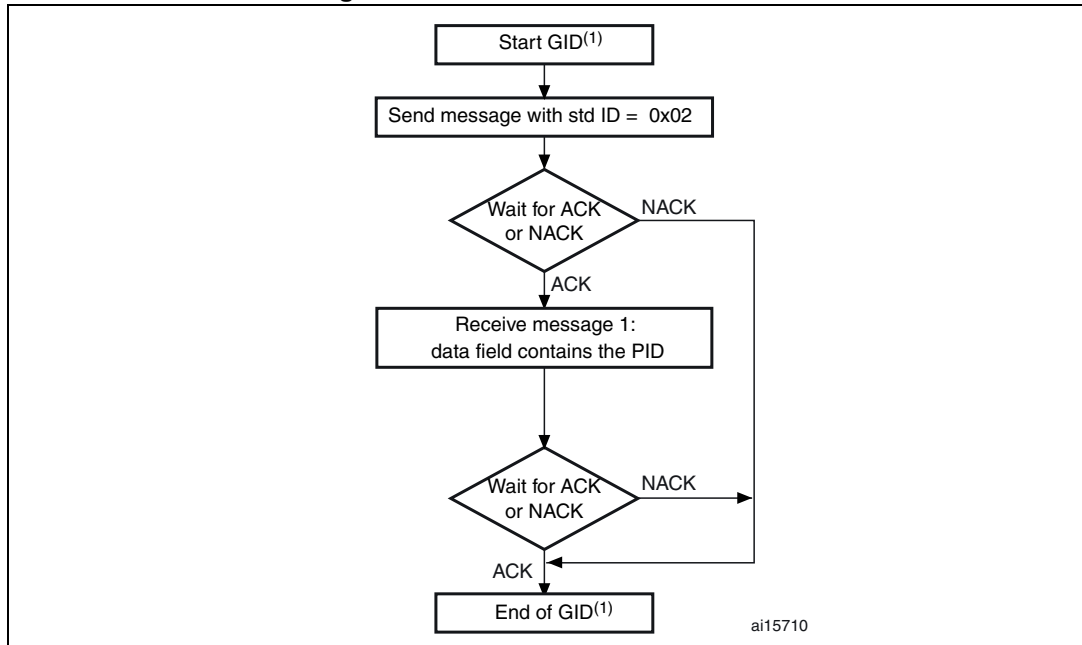 Start GID(1)
Send message with std ID = 0x02
Wait for ACK
or NACK
NACK
ACK
Receive message 1:
data field contains the PID
Wait for ACK
or NACK
NACK
ACK
End of GID(1)
ai15710